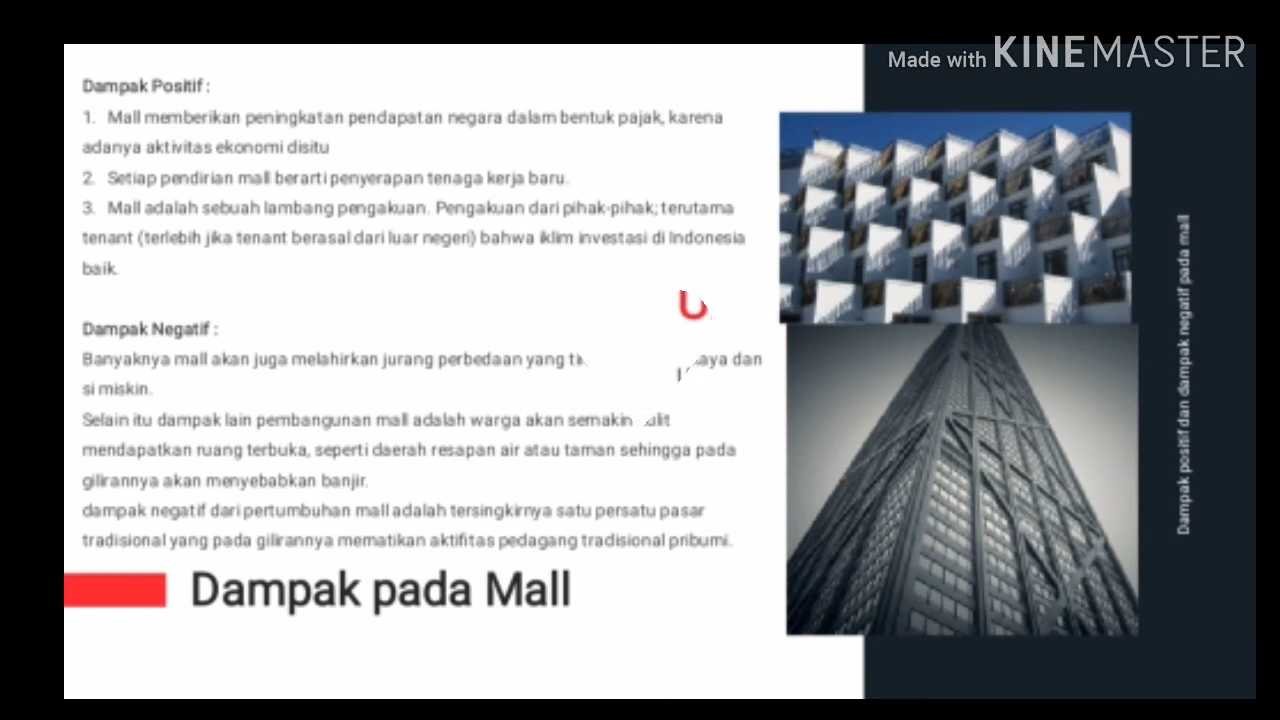 Made with KINEMASTER
Dampak Positif :
1. Mall memberikan peningkatan pendapatan negara dalam bentuk pajak, karena
adanya aktivitas ekonomi disitu
2. Setiap pendirian mall berarti penyerapan tenaga kerja baru.
3. Mall adalah sebuah lambang pengakuan. Pengakuan dari pihak-pihak; terutama
tenant (terlebih jika tenant berasal dari luar negeri) bahwa iklim investasi di Indonesia
baik.
Dampak Negatif :
Banyaknya mall akan juga melahirkan jurang perbedaan yang dan
si miskin.
Selain itu dampak lain pembangunan mall adalah warga akan semakin
mendapatkan ruang terbuka, seperti daerah resapan air atau taman sehingga pada
gilirannya akan menyebabkan banjir.
dampak negatif dari pertumbuhan mall adalah tersingkirnya satu persatu pasar
tradisional yang pada gilirannya mematikan aktifitas pedagang tradisional pribumi.
Dampak pada Mall
Dampak positif dan dampak negatif pada mall